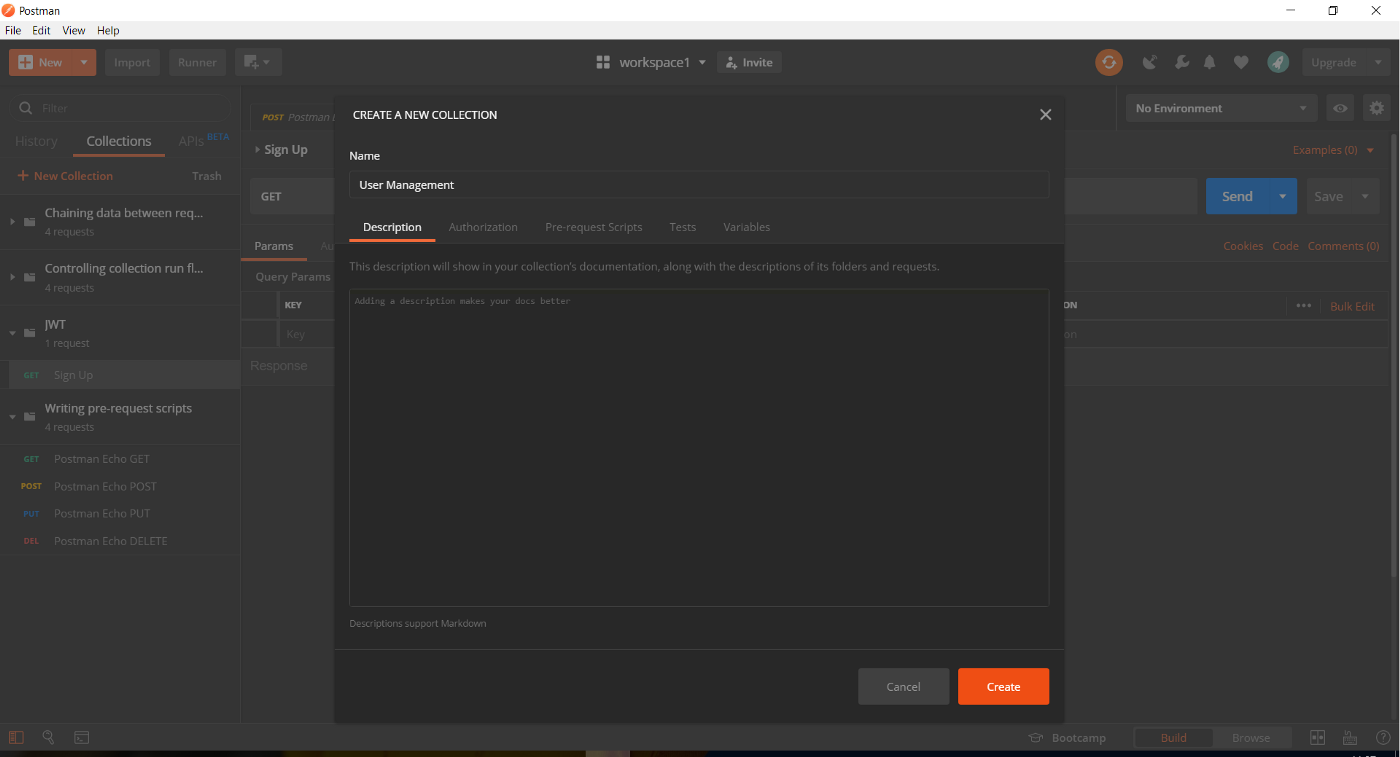 Postman
File Edit View Help
New Import Runner workspace1 Invite Upgrade
Filter
History Collections APIs BETA
New Collection Trash
Chaining data between req...
4 requests
Controlling collection run fl...
4 requests
JWT
1 request
GET Sign Up
Writing pre-request scripts
4 requests
GET Postman Echo GET
POST Postman Echo POST
PUT Postman Echo PUT
DEL Postman Echo DELETE
POST Postman
Sign Up
GET
Params
Query Params
KEY
Key
Response
CREATE A NEW COLLECTION
Name
User Management
Description Authorization Pre-request Scripts Tests Variables
This description will show in your collection's documentation, along with the descriptions of its folders and requests.
Adding a description makes your docs better
Descriptions support Markdown
Cancel Create
No Environment
Examples (0)
Send Save
Cookies Code Comments (0)
ON ••• Bulk Edit
on
Bootcamp Build Browse